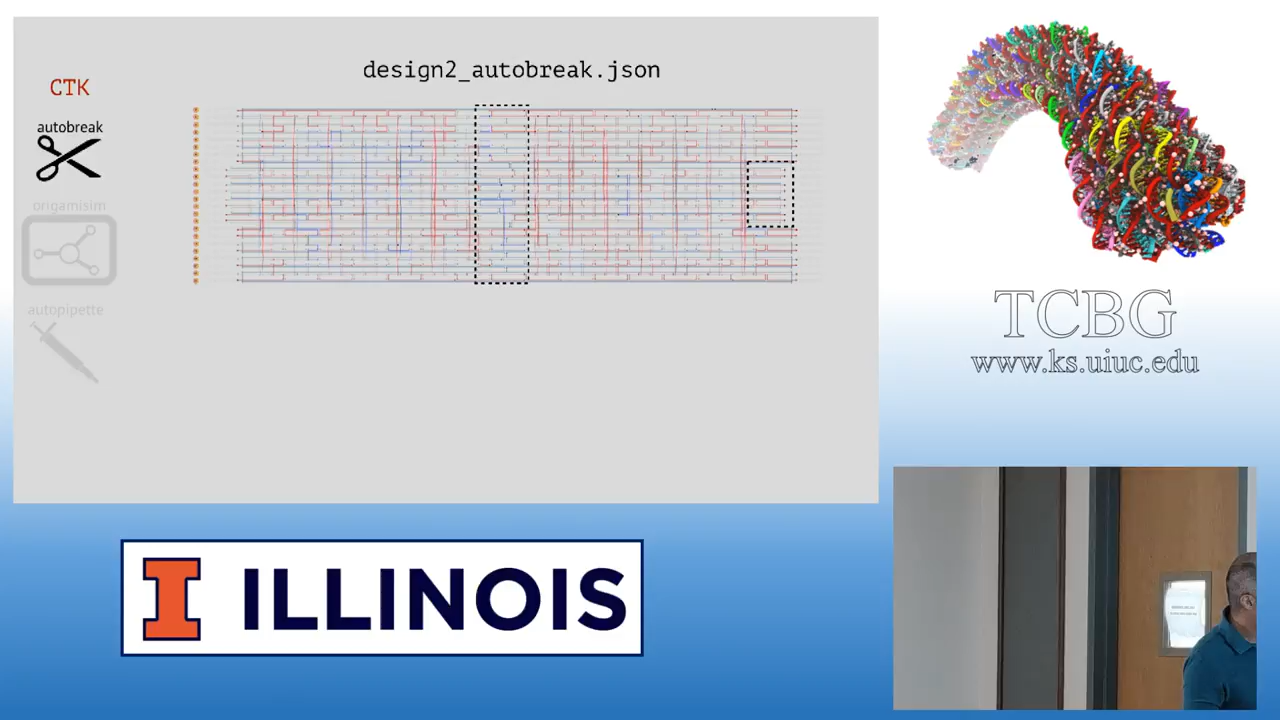 design2_autobreak.json
CTK
autobreak
origamisim
autopipette
TCBG
www.ks.uiuc.edu
I ILLINOIS